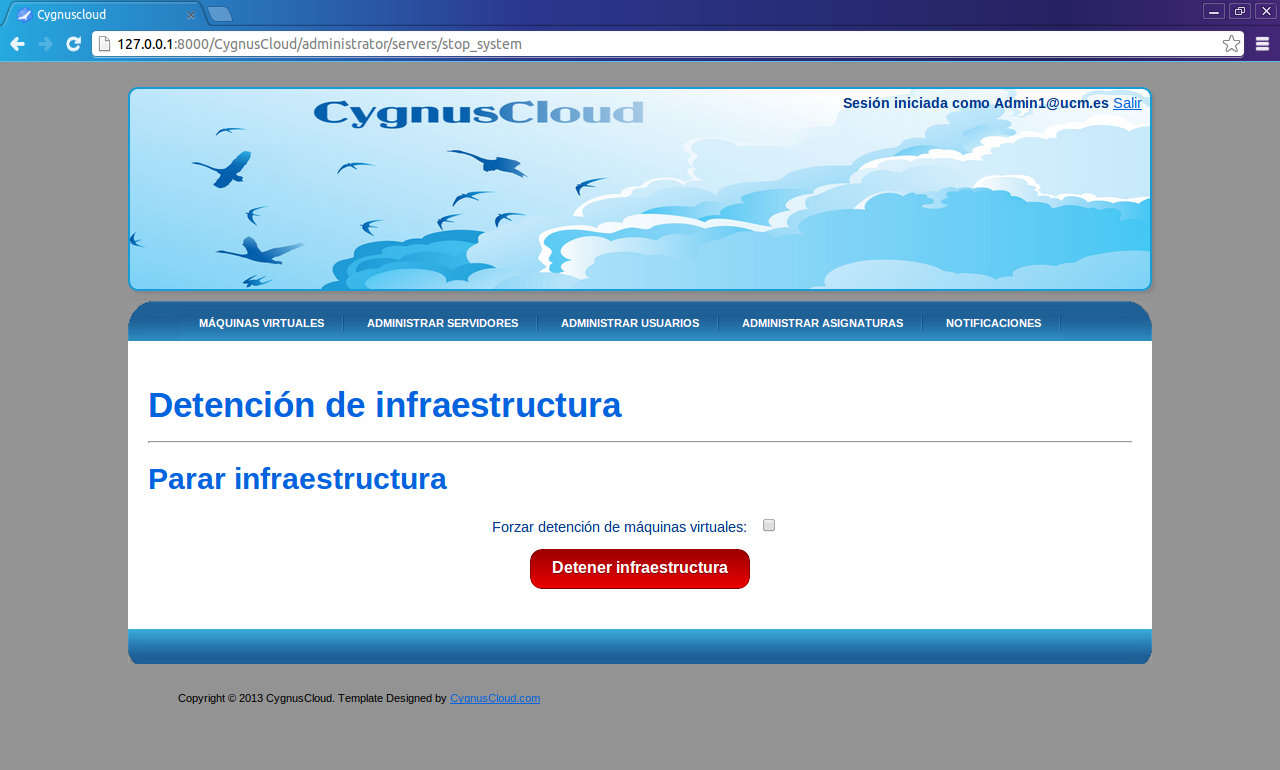 Cygnuscloud
127.0.0.1:8000/CygnusCloud/administrator/servers/stop_system
CygnusCloud
Sesión iniciada como Admin1@ucm.es Salir
MÁQUINAS VIRTUALES ADMINISTRAR SERVIDORES ADMINISTRAR USUARIOS ADMINISTRAR ASIGNATURAS NOTIFICACIONES
Detención de infraestructura
Parar infraestructura
Forzar detención de máquinas virtuales:
Detener infraestructura
Copyright © 2013 CygnusCloud. Template Designed by CygnusCloud.com